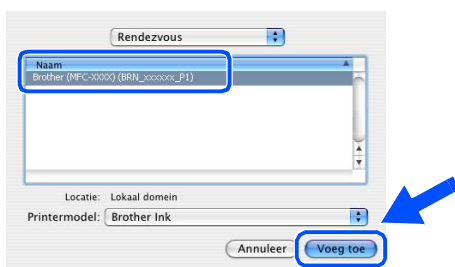 Rendezvous
Naam
Brother (MFC-XXXX) (BRN_xxxxxx_P1)
Locatie: Lokaal domein
Printermodel: Brother Ink
Annuleer Voeg toe